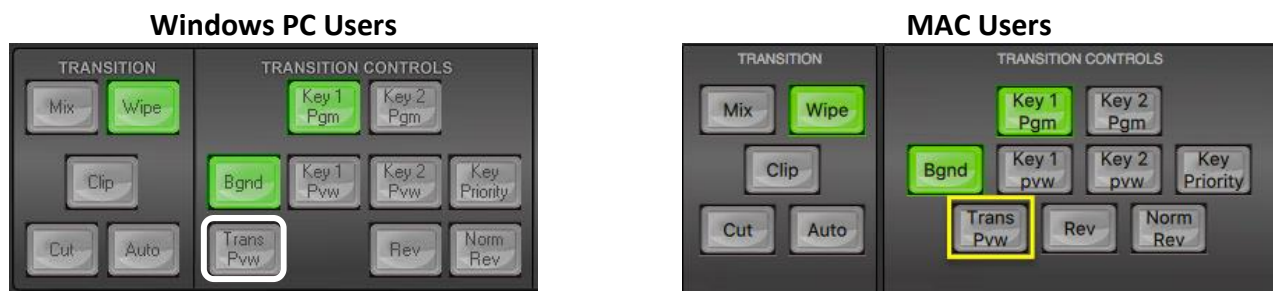 Windows PC Users
TRANSITION
TRANSITION CONTROLS
Mix
Wipe
Key 1
Pgm
Key 2
Pgm
Clip
Bgnd
Key 1
Pvw
Key 2
Pvw
Key
Priority
Cut
Auto
Trans
Pvw
Rev
Norm
Rev
MAC Users
TRANSITION
TRANSITION CONTROLS
Mix
Wipe
Key 1
Pgm
Key 2
Pgm
Clip
Bgnd
Key 1
pvw
Key 2
pvw
Key
Priority
Cut
Auto
Trans
Pvw
Rev
Norm
Rev